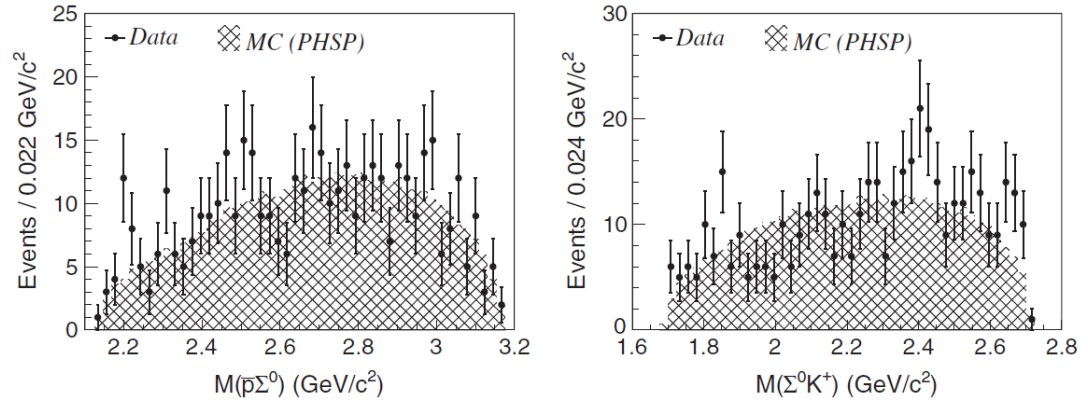 Events / 0.022 GeV/c²
25
20
15
10
5
0
Data
MC (PHSP)
2.2 2.4 2.6 2.8 3 3.2
M(p̅Σ⁰) (GeV/c²)
Events / 0.024 GeV/c²
30
20
10
0
Data
MC (PHSP)
1.6 1.8 2 2.2 2.4 2.6 2.8
M(Σ⁰K⁺) (GeV/c²)